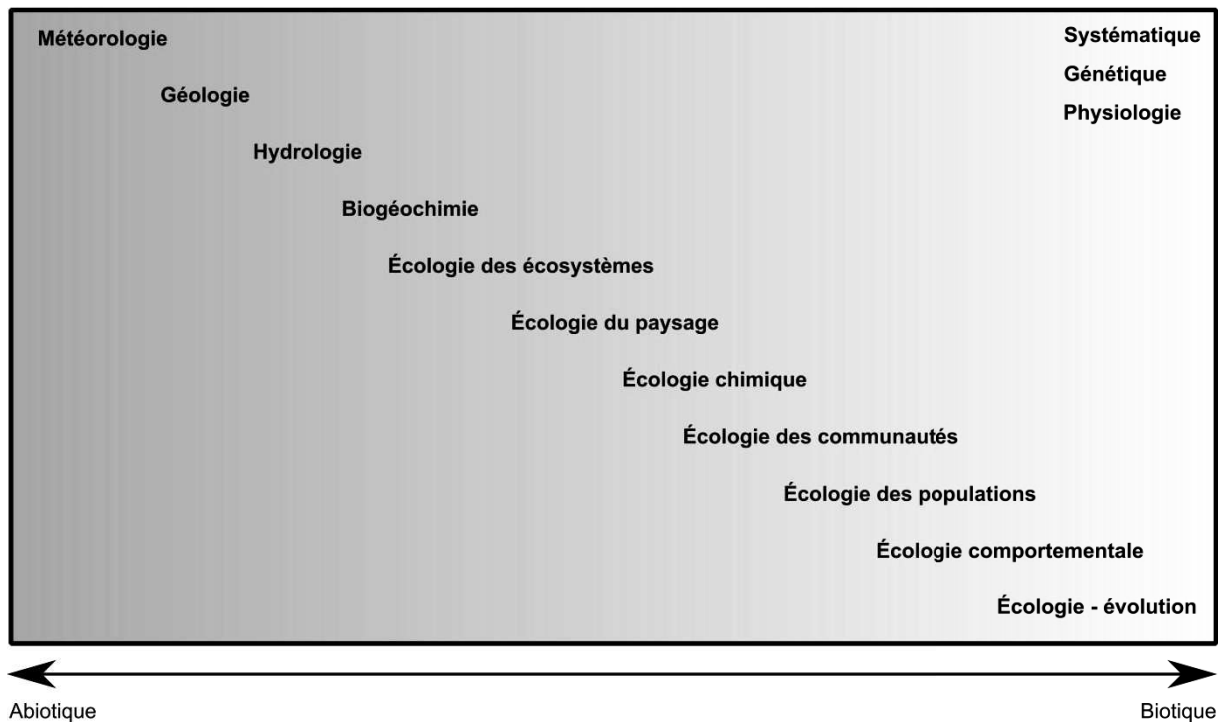 Météorologie
Systématique
Génétique
Géologie
Physiologie
Hydrologie
Biogéochimie
Écologie des écosystèmes
Écologie du paysage
Écologie chimique
Écologie des communautés
Écologie des populations
Écologie comportementale
Écologie - évolution
Abiotique
Biotique